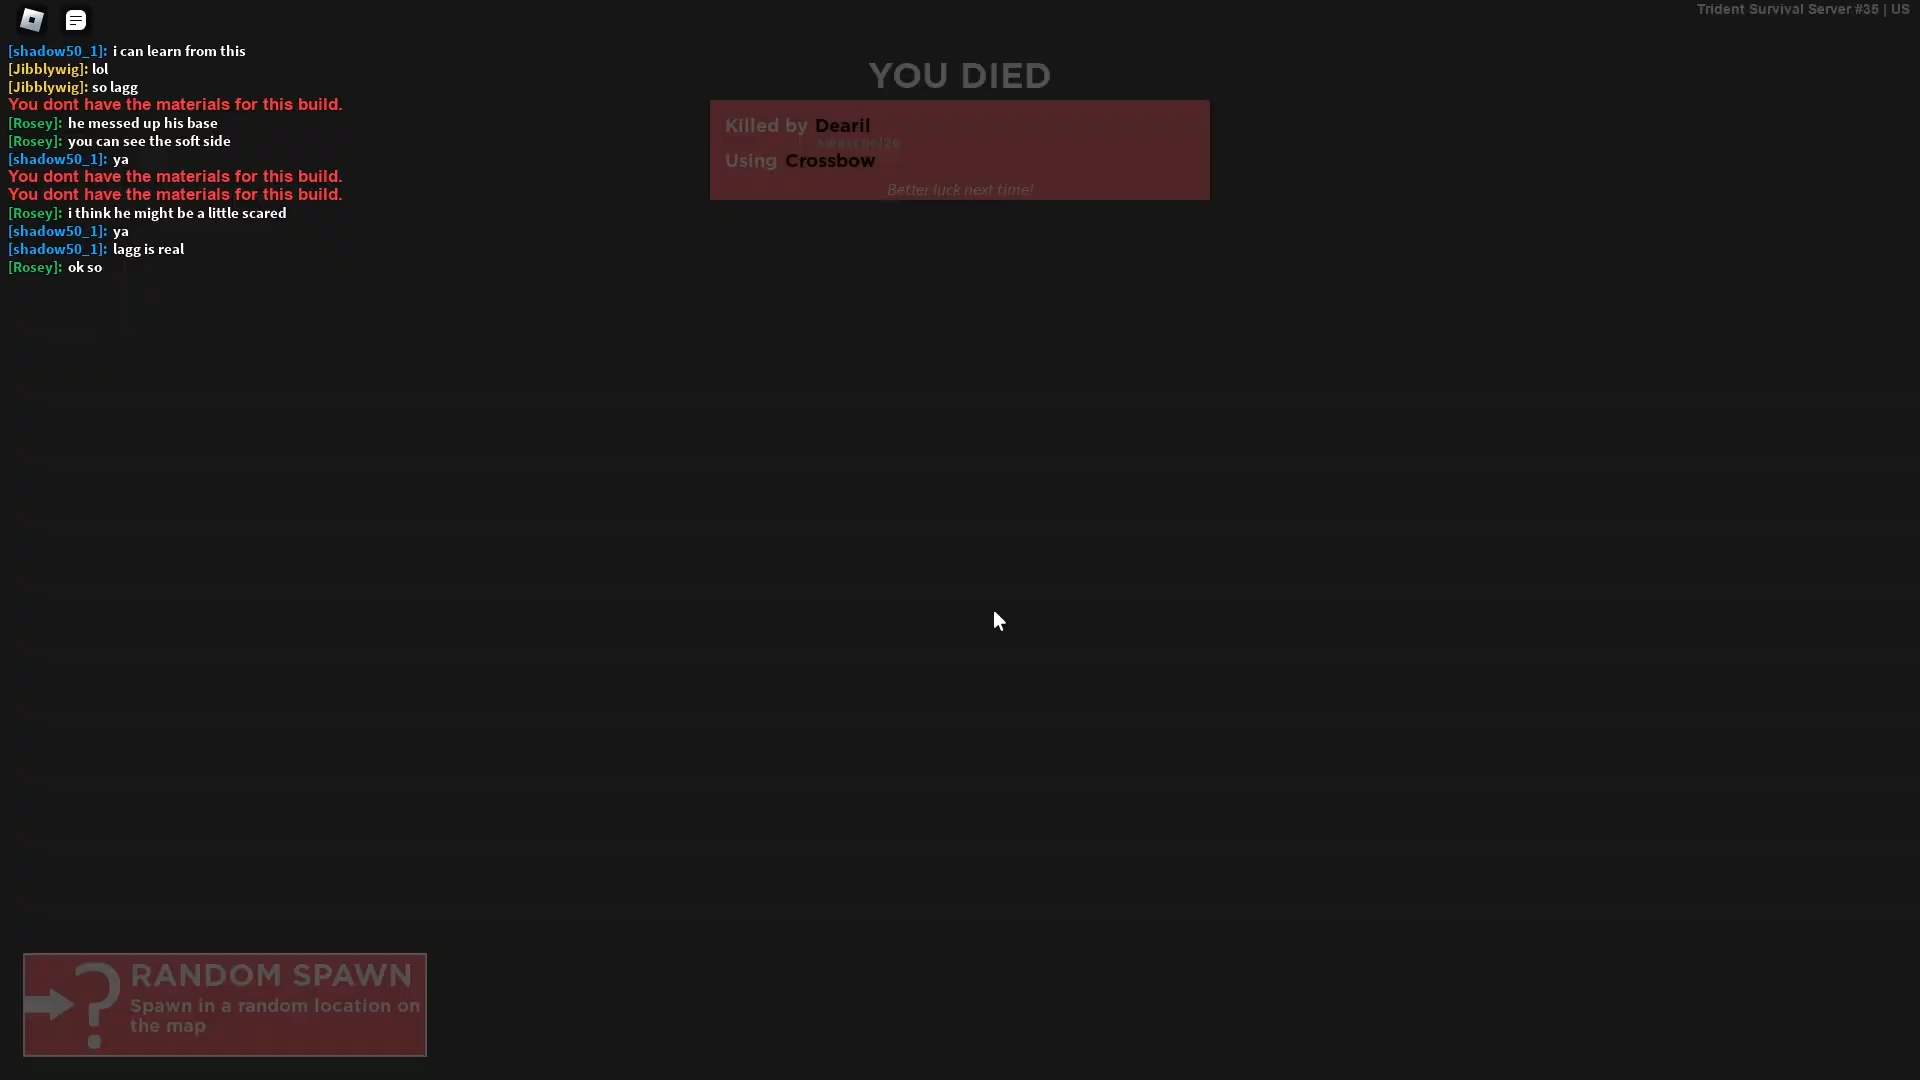 Trident Survival Server #35 | US
[shadow50_1]: i can learn from this
[Jibblywig]: lol
[Jibblywig]: so lagg
You dont have the materials for this build.
[Rosey]: he messed up his base
[Rosey]: you can see the soft side
[shadow50_1]: ya
You dont have the materials for this build.
You dont have the materials for this build.
[Rosey]: i think he might be a little scared
[shadow50_1]: ya
[shadow50_1]: lagg is real
[Rosey]: ok so
YOU DIED
Killed by Dearil
Using Crossbow
Better luck next time!
RANDOM SPAWN
Spawn in a random location on
the map